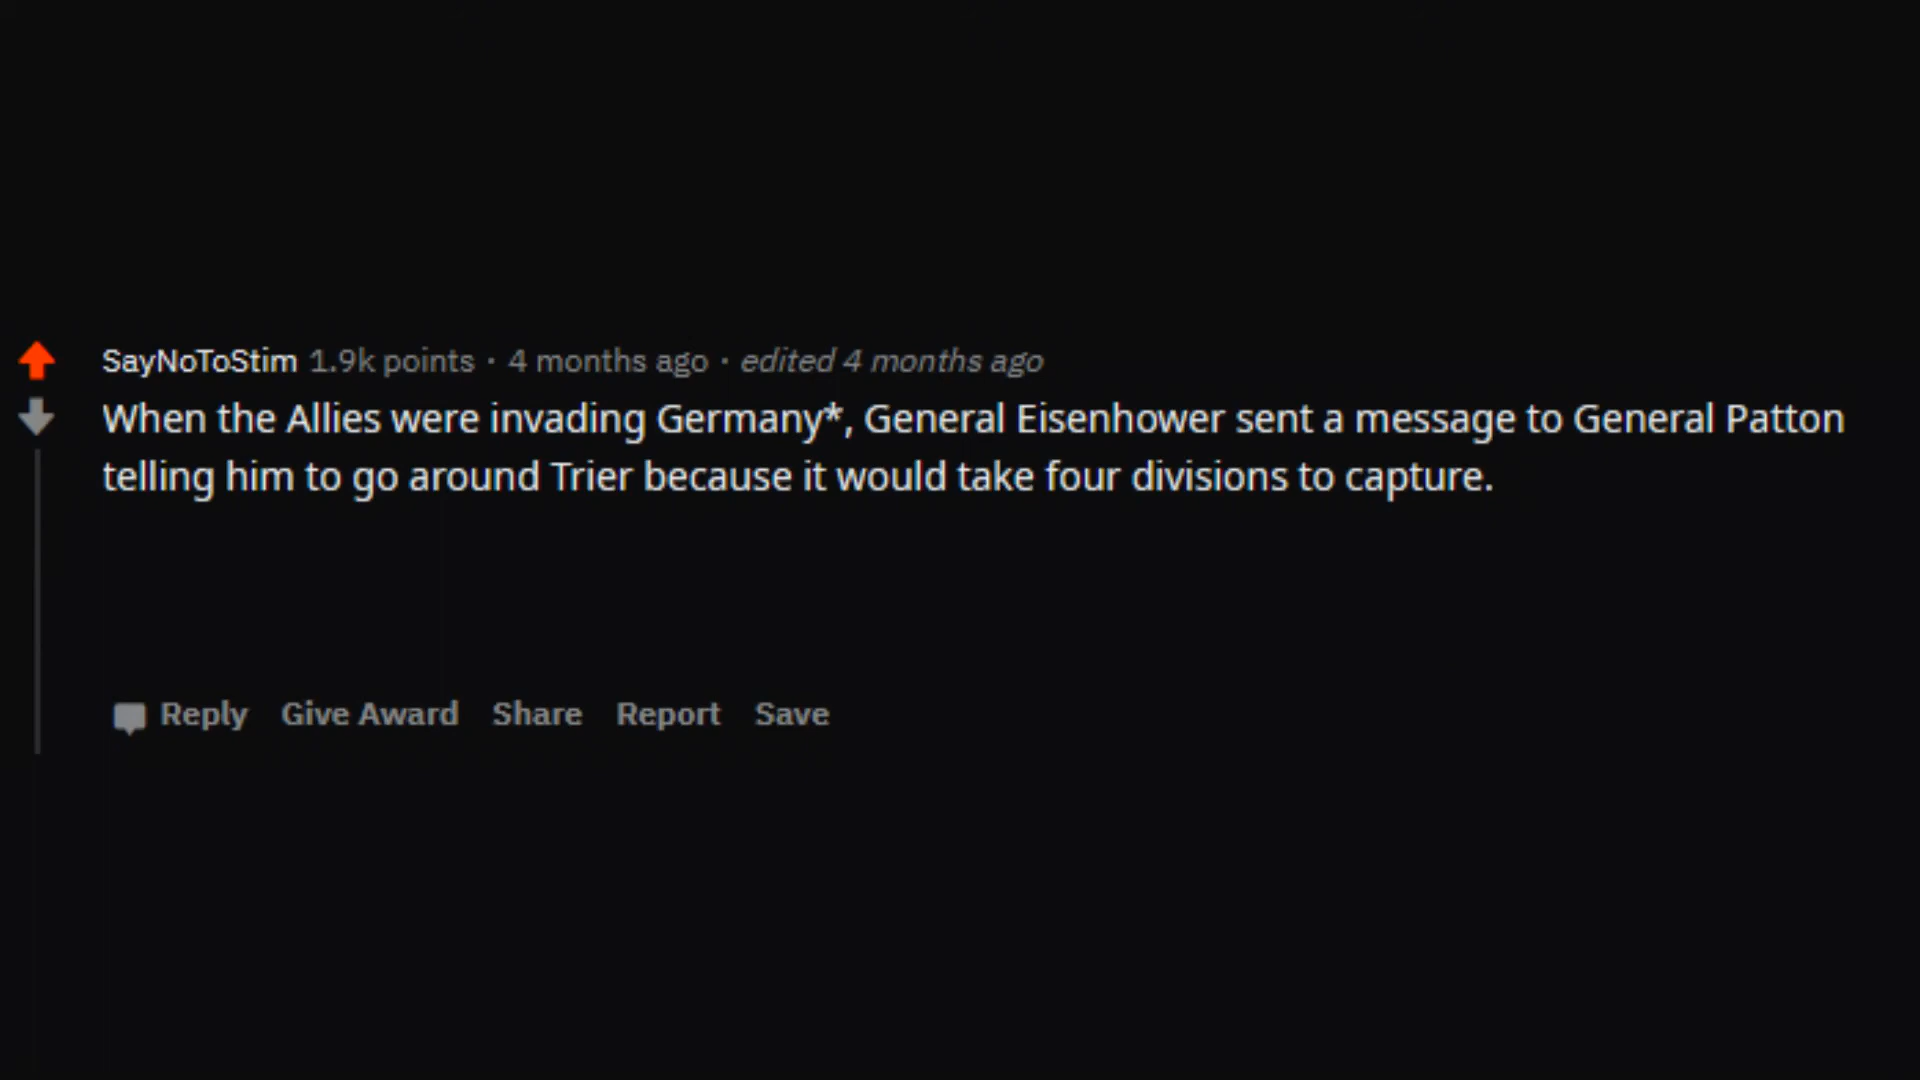 SayNoToStim 1.9k points · 4 months ago · edited 4 months ago
When the Allies were invading Germany*, General Eisenhower sent a message to General Patton
telling him to go around Trier because it would take four divisions to capture.
Reply Give Award Share Report Save